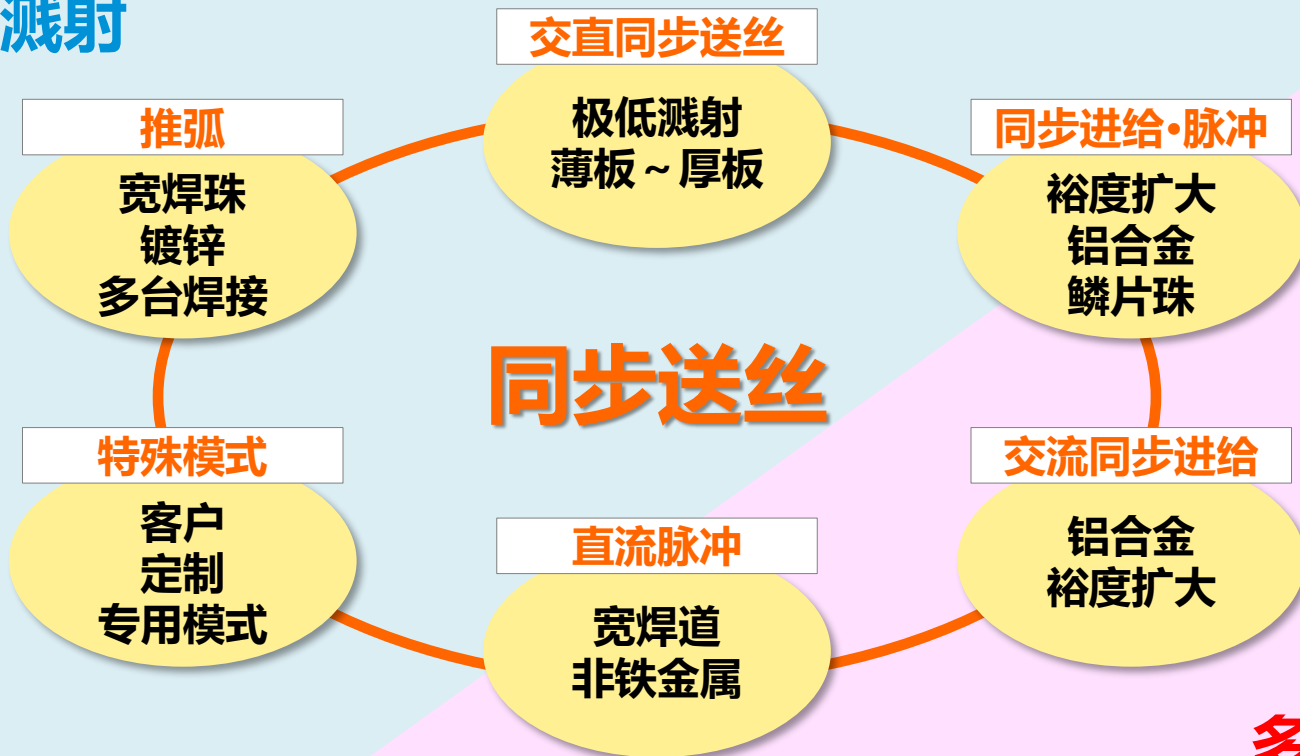 溅射
交直同步送丝
极低溅射
薄板~厚板
推弧
宽焊珠
镀锌
多台焊接
同步进给•脉冲
裕度扩大
铝合金
鳞片珠
同步送丝
特殊模式
客户
定制
专用模式
直流脉冲
宽焊道
非铁金属
交流同步进给
铝合金
裕度扩大
多